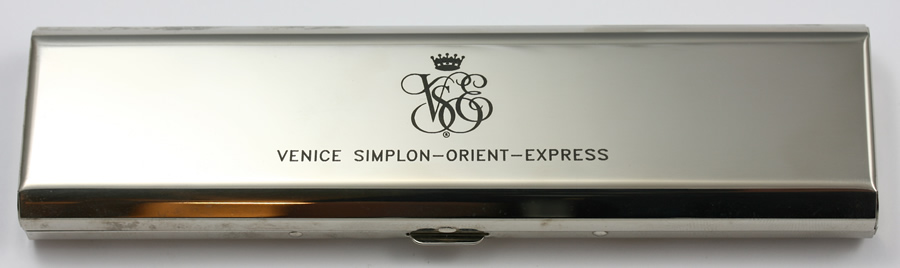 VSE
®
VENICE SIMPLON-ORIENT-EXPRESS